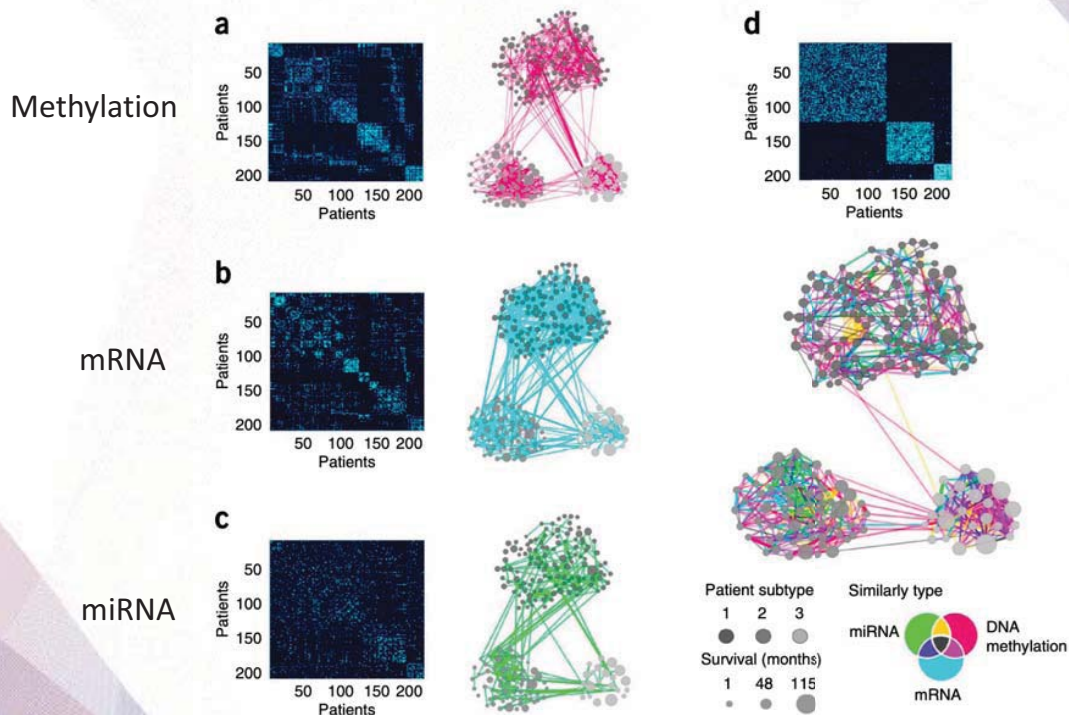 a
Methylation
Patients
50
100
150
200
50 100 150 200
Patients
d
Patients
50
100
150
200
50 100 150 200
Patients
b
mRNA
Patients
50
100
150
200
50 100 150 200
Patients
c
miRNA
Patients
50
100
150
200
50 100 150 200
Patients
Patient subtype
1 2 3
Survival (months)
1 48 115
Similarly type
miRNA
DNA
methylation
mRNA